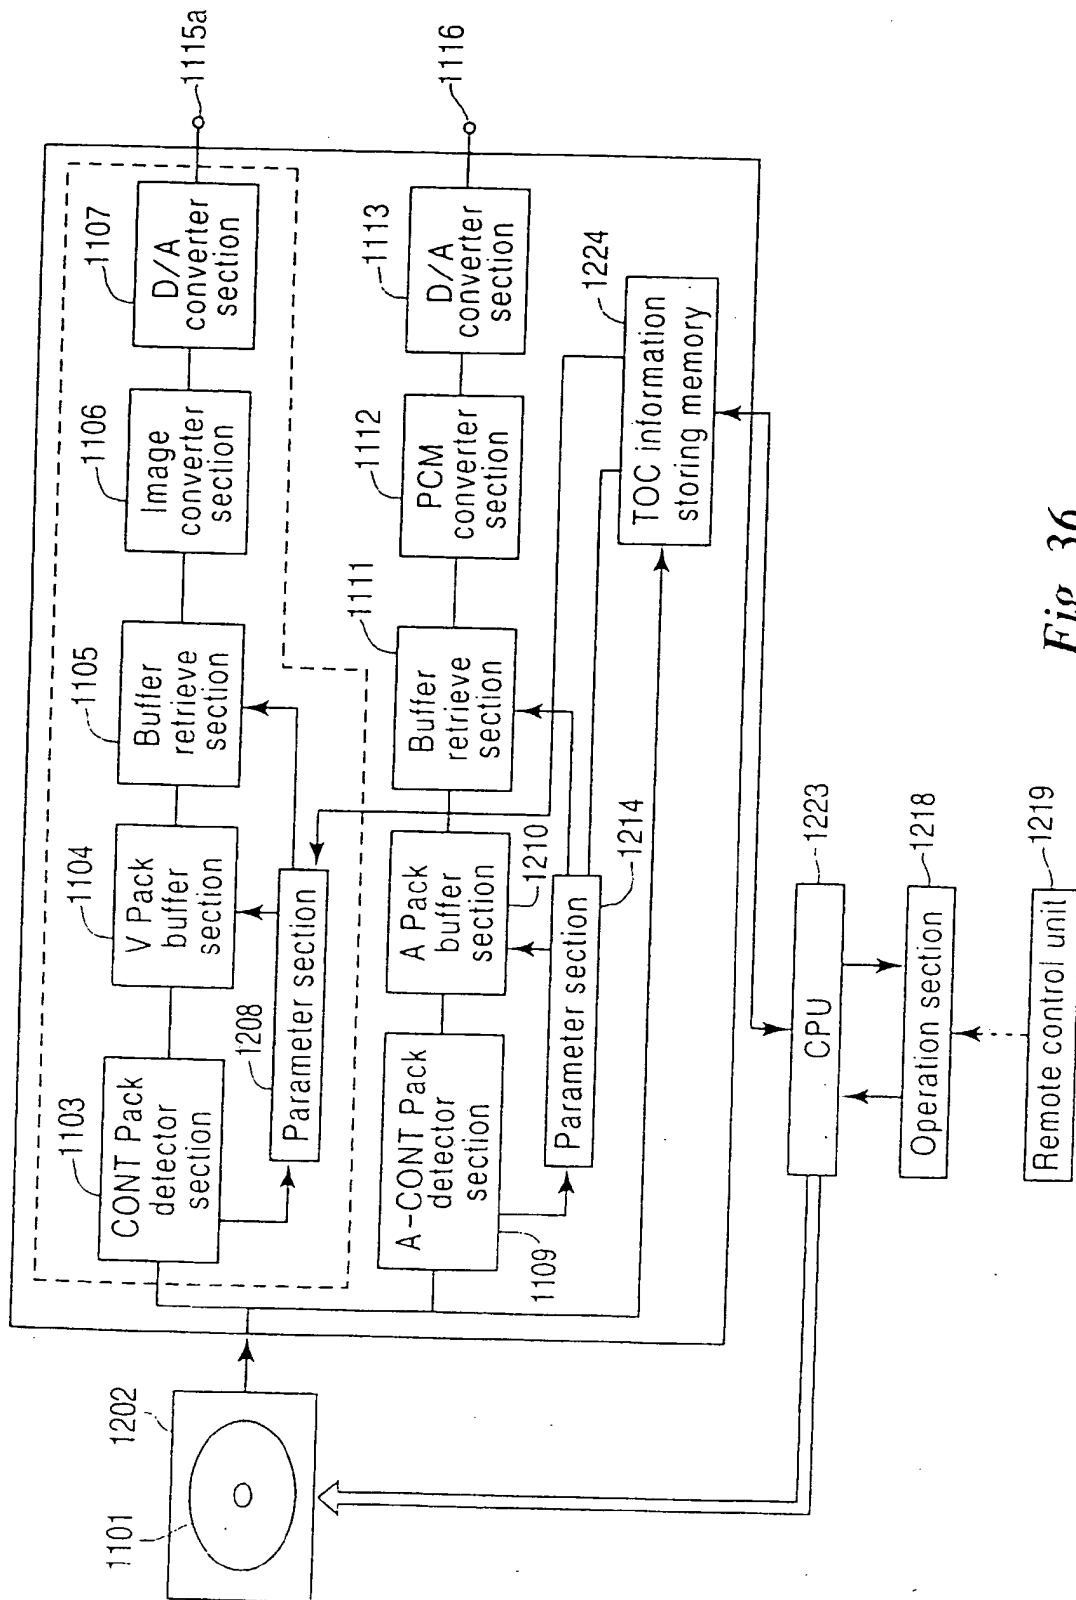 1101
1202
1103
CONT Pack
detector
section
1104
V Pack
buffer
section
1105
Buffer
retrieve
section
1106
Image
converter
section
1107
D/A
converter
section
1115a
1208
Parameter section
A-CONT Pack
detector
section
1109
A Pack
buffer
section
1210
1111
Buffer
retrieve
section
1112
PCM
converter
section
1113
D/A
converter
section
1116
Parameter section
1214
1224
TOC information
storing memory
CPU
1223
Operation section
1218
Remote control unit
1219
Fig. 36